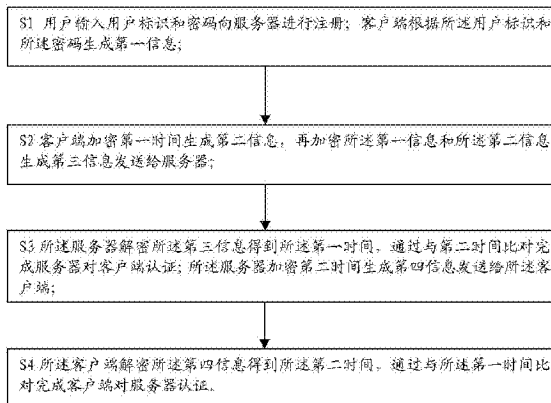 S1 用户输入用户标识和密码向服务器进行注册；客户端根据所述用户标识和
所述密码生成第一信息；
S2 客户端加密第一时间生成第二信息，再加密所述第一信息和所述第二信息
生成第三信息发送给服务器；
S3 所述服务器解密所述第三信息得到所述第一时间，通过与第二时间比对完
成服务器对客户端认证；所述服务器加密第二时间生成第四信息发送给所述客
户端；
S4 所述客户端解密所述第四信息得到所述第二时间，通过与所述第一时间比
对完成客户端对服务器认证。